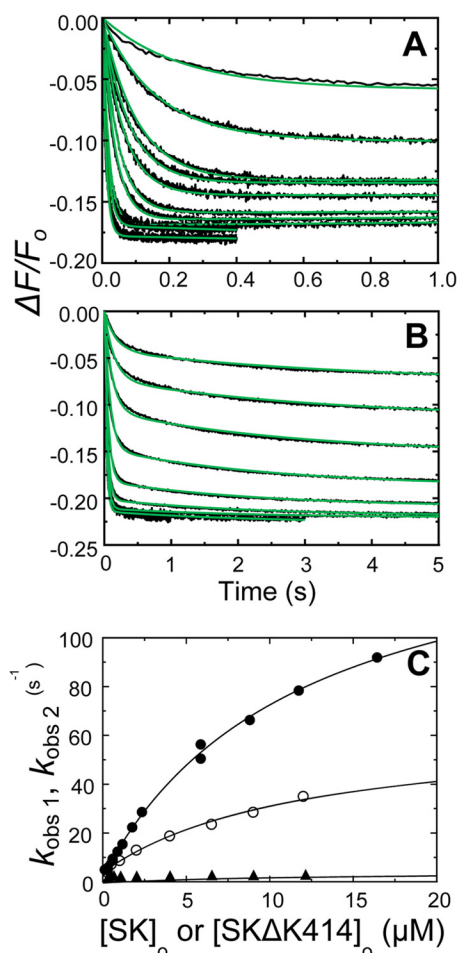 0.00
A
-0.05
-0.10
-0.15
-0.20
0.0 0.2 0.4 0.6 0.8 1.0
ΔF/Fo
0.00
B
-0.05
-0.10
-0.15
-0.20
-0.25
0 1 2 3 4 5
Time (s)
100
C
80
60
40
20
0
0 5 10 15 20
kobs 1, kobs 2 (s-1)
[SK]o or [SKΔK414]o (µM)